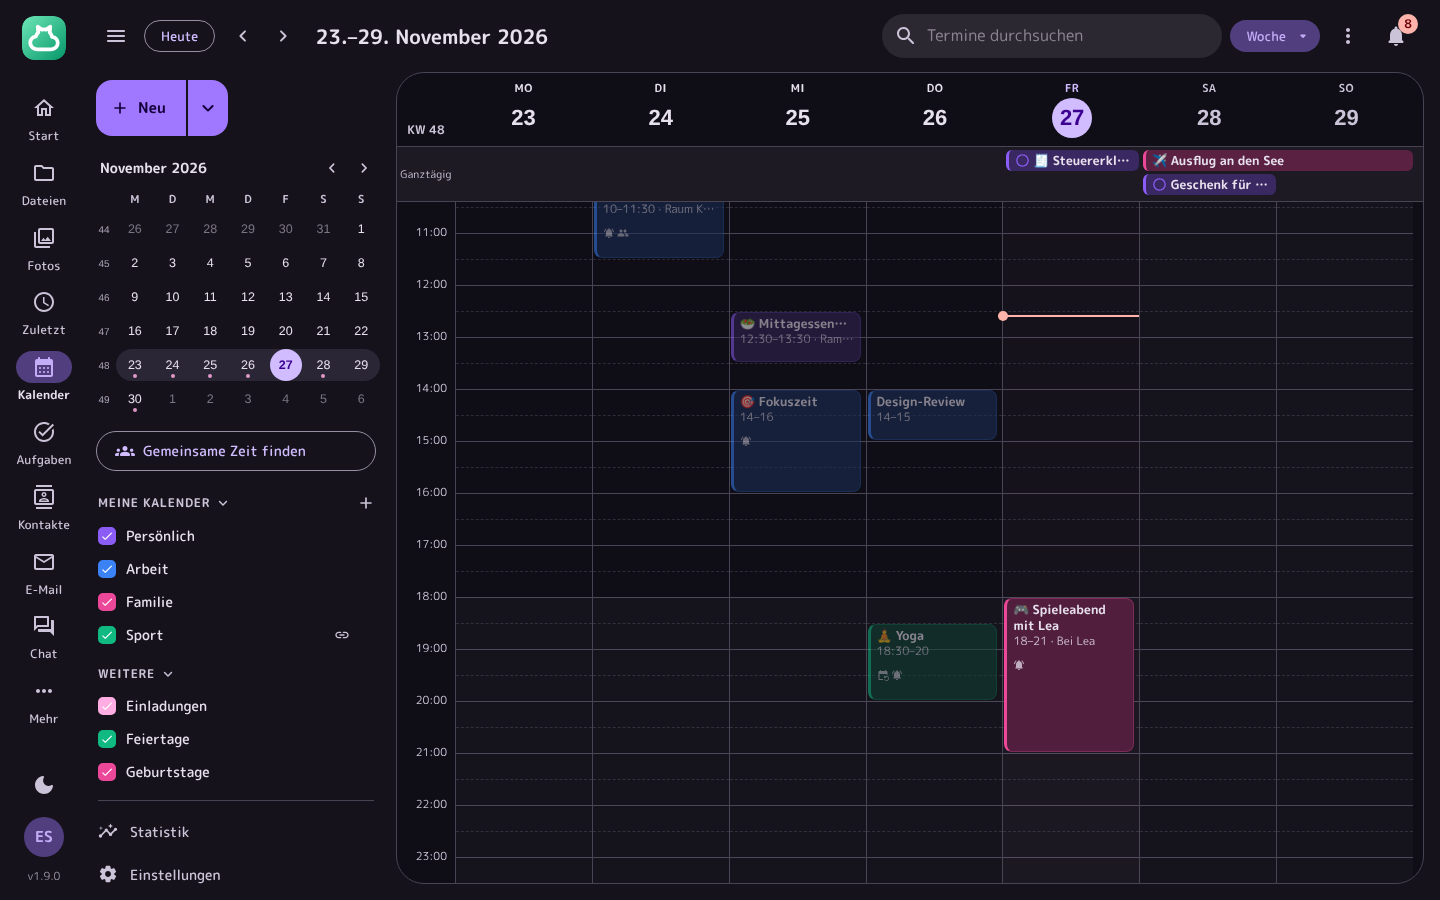 Heute
23.–29. November 2026
Termine durchsuchen
Woche
8
Start
Dateien
Fotos
Zuletzt
Kalender
Aufgaben
Kontakte
E-Mail
Chat
Mehr
ES
v1.9.0
Neu
November 2026
M D M D F S S
44 26 27 28 29 30 31 1
45 2 3 4 5 6 7 8
46 9 10 11 12 13 14 15
47 16 17 18 19 20 21 22
48 23 24 25 26 27 28 29
49 30 1 2 3 4 5 6
Gemeinsame Zeit finden
MEINE KALENDER
Persönlich
Arbeit
Familie
Sport
WEITERE
Einladungen
Feiertage
Geburtstage
Statistik
Einstellungen
KW 48
MO DI MI DO FR SA SO
23 24 25 26 27 28 29
Ganztägig
Steuererkl…
Ausflug an den See
Geschenk für …
10–11:30 · Raum K…
11:00
12:00
Mittagessen…
12:30–13:30 · Ram…
13:00
14:00
Fokuszeit
14–16
Design-Review
14–15
15:00
16:00
17:00
18:00
Spieleabend
mit Lea
18–21 · Bei Lea
Yoga
18:30–20
19:00
20:00
21:00
22:00
23:00